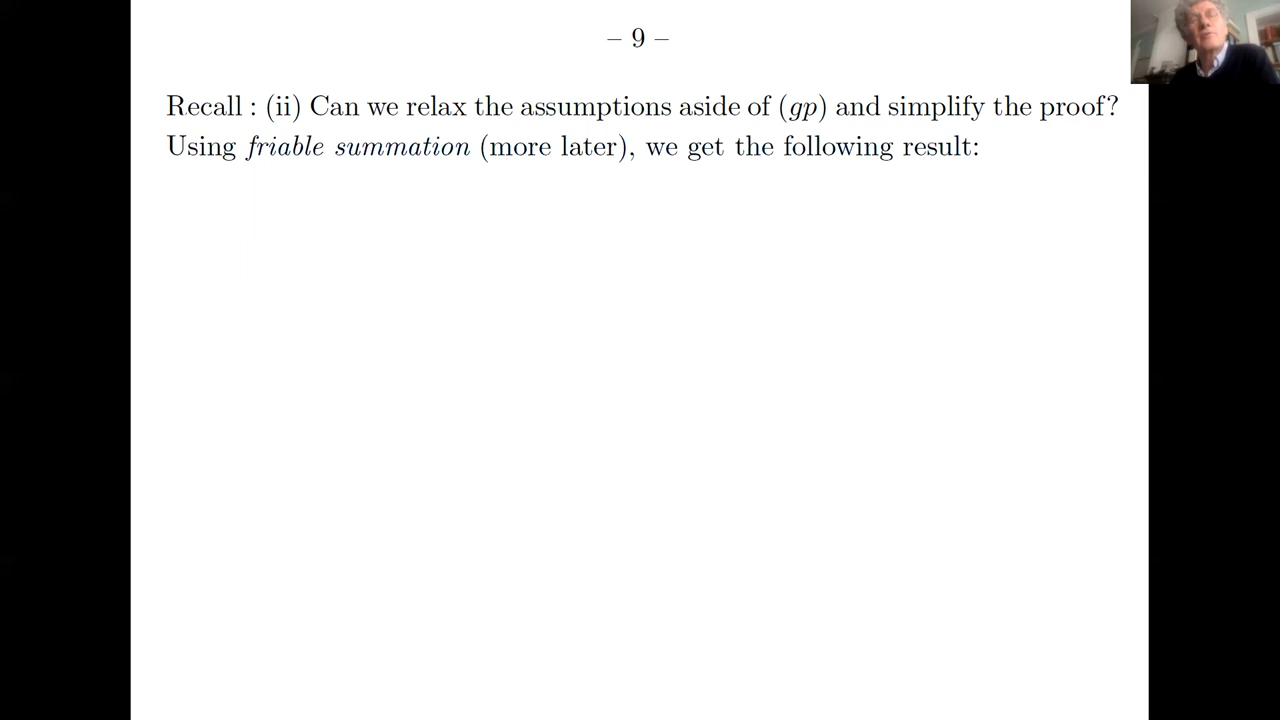 – 9 –
Recall : (ii) Can we relax the assumptions aside of (gp) and simplify the proof?
Using friable summation (more later), we get the following result: